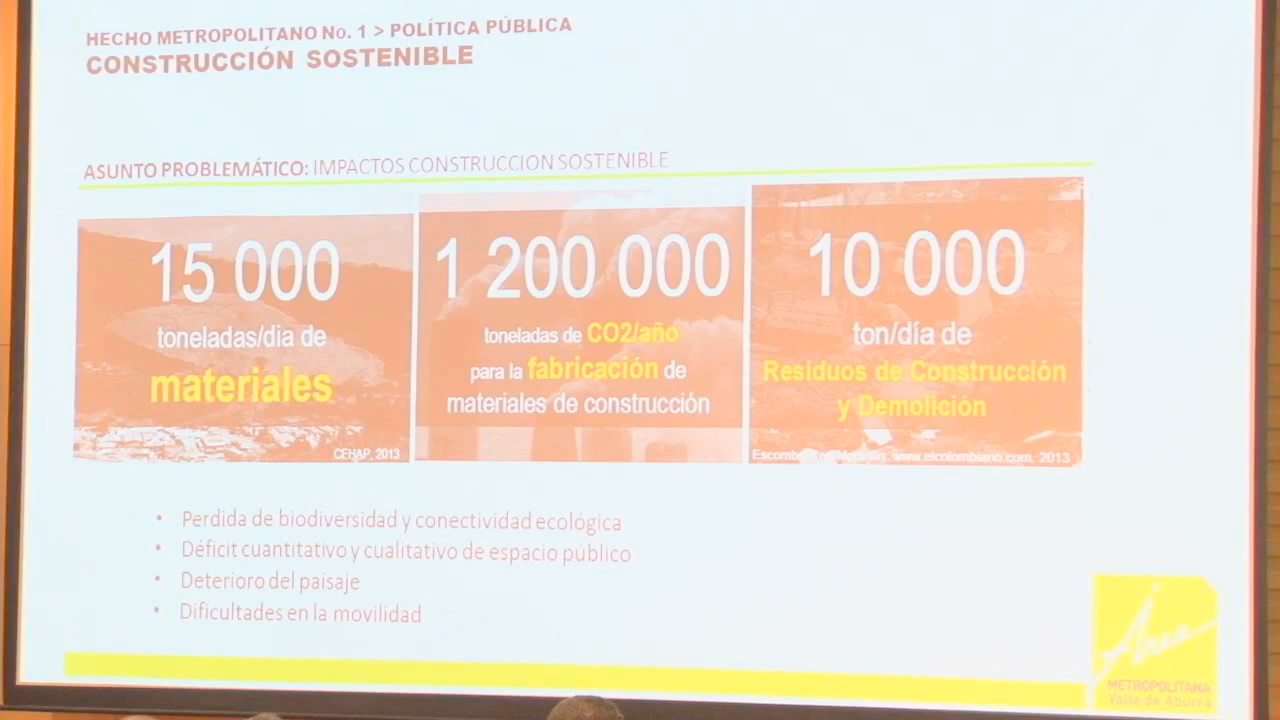 HECHO METROPOLITANO No. 1 > POLÍTICA PÚBLICA
CONSTRUCCIÓN SOSTENIBLE
ASUNTO PROBLEMÁTICO: IMPACTOS CONSTRUCCION SOSTENIBLE
15 000
toneladas/dia de
materiales
CEHAP, 2013
1 200 000
toneladas de CO2/año
para la fabricación de
materiales de construcción
10 000
ton/día de
Residuos de Construcción
y Demolición
www.elcolombiano.com. 2013
• Perdida de biodiversidad y conectividad ecológica
• Déficit cuantitativo y cualitativo de espacio público
• Deterioro del paisaje
• Dificultades en la movilidad
Área
METROPOLITANA
Valle de Aburrá